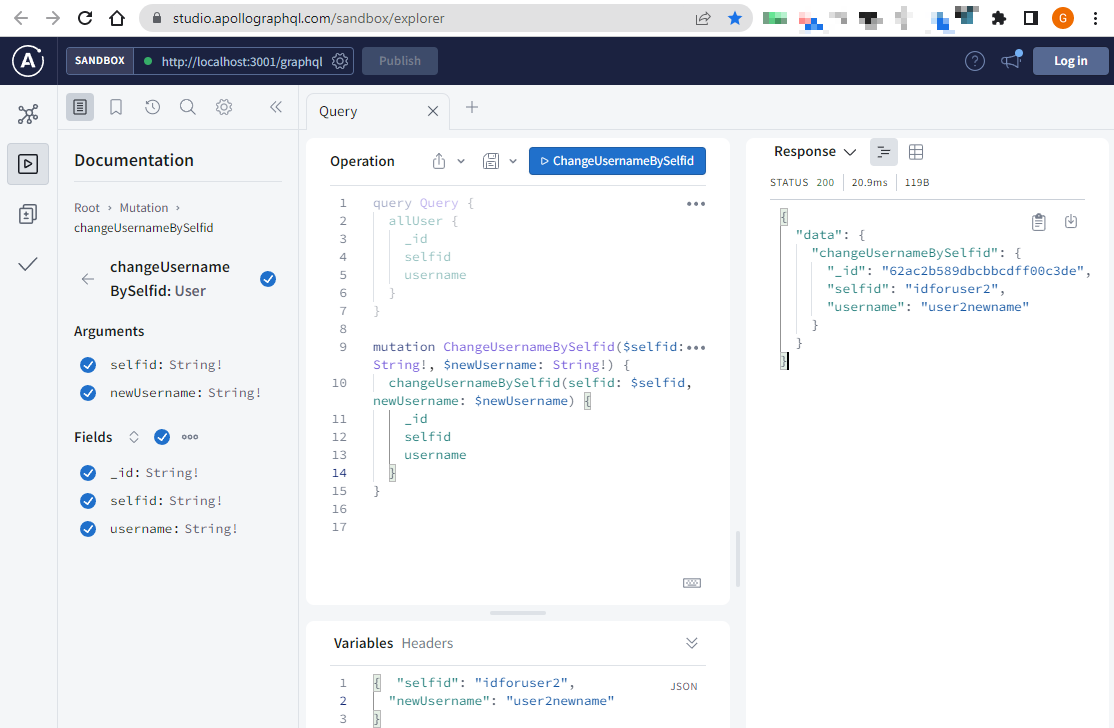 studio.apollographql.com/sandbox/explorer
G
A
SANDBOX
http://localhost:3001/graphql
Publish
?
Log in
Documentation
Root › Mutation ›
changeUsernameBySelfid
changeUsername
BySelfid: User
Arguments
selfid: String!
newUsername: String!
Fields
_id: String!
selfid: String!
username: String!
Query
Operation
ChangeUsernameBySelfid
1 query Query {
2 allUser {
3 _id
4 selfid
5 username
6 }
7 }
8
9 mutation ChangeUsernameBySelfid($selfid:
String!, $newUsername: String!) {
10 changeUsernameBySelfid(selfid: $selfid,
newUsername: $newUsername) {
11 _id
12 selfid
13 username
14 }
15 }
16
17
Variables Headers
JSON
1 { "selfid": "idforuser2",
2 "newUsername": "user2newname"
3 }
Response
STATUS 200 20.9ms 119B
{
"data": {
"changeUsernameBySelfid": {
"_id": "62ac2b589dbcbbcdff00c3de",
"selfid": "idforuser2",
"username": "user2newname"
}
}
}